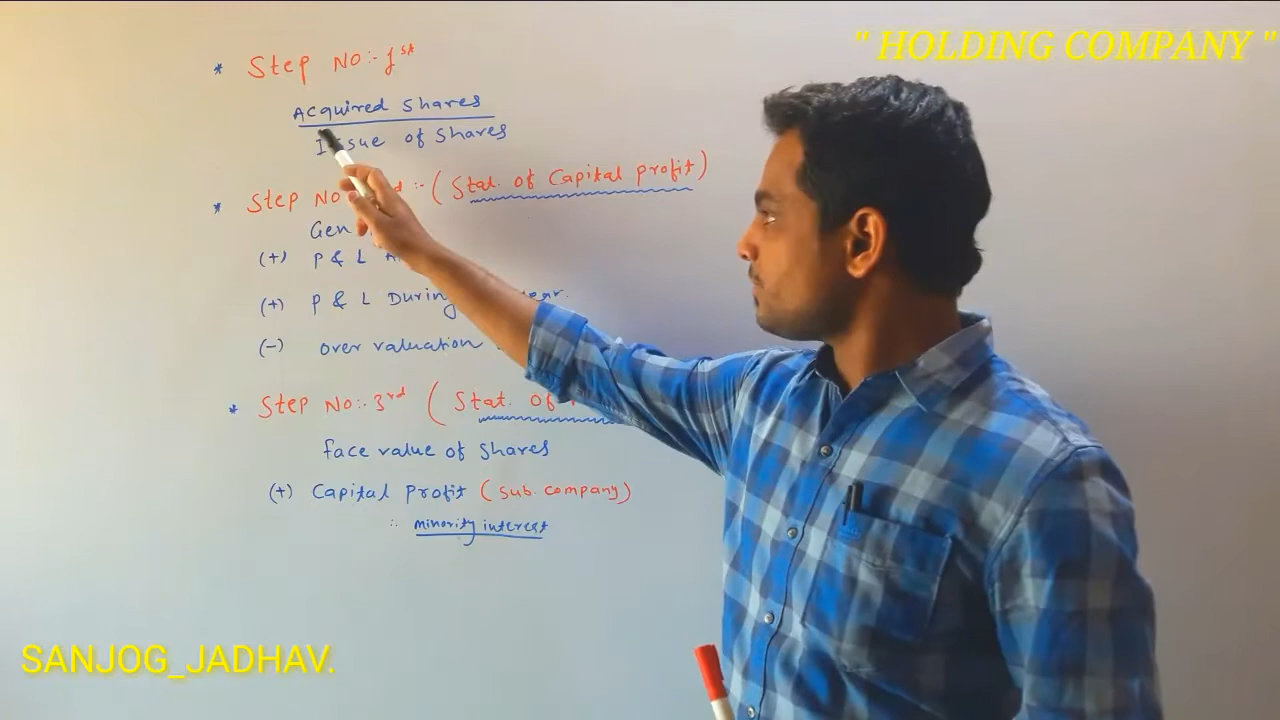 " HOLDING COMPANY "
* Step No:- 1st
Acquired shares
Issue of shares
* Step No :- ( Stat. of Capital profit )
Gen
(+) P & L
(+) P & L During
(-) over valuation
* Step No:- 3rd ( Stat. Of
face value of shares
(+) Capital Profit ( sub. company )
∴ minority interest
SANJOG_JADHAV.